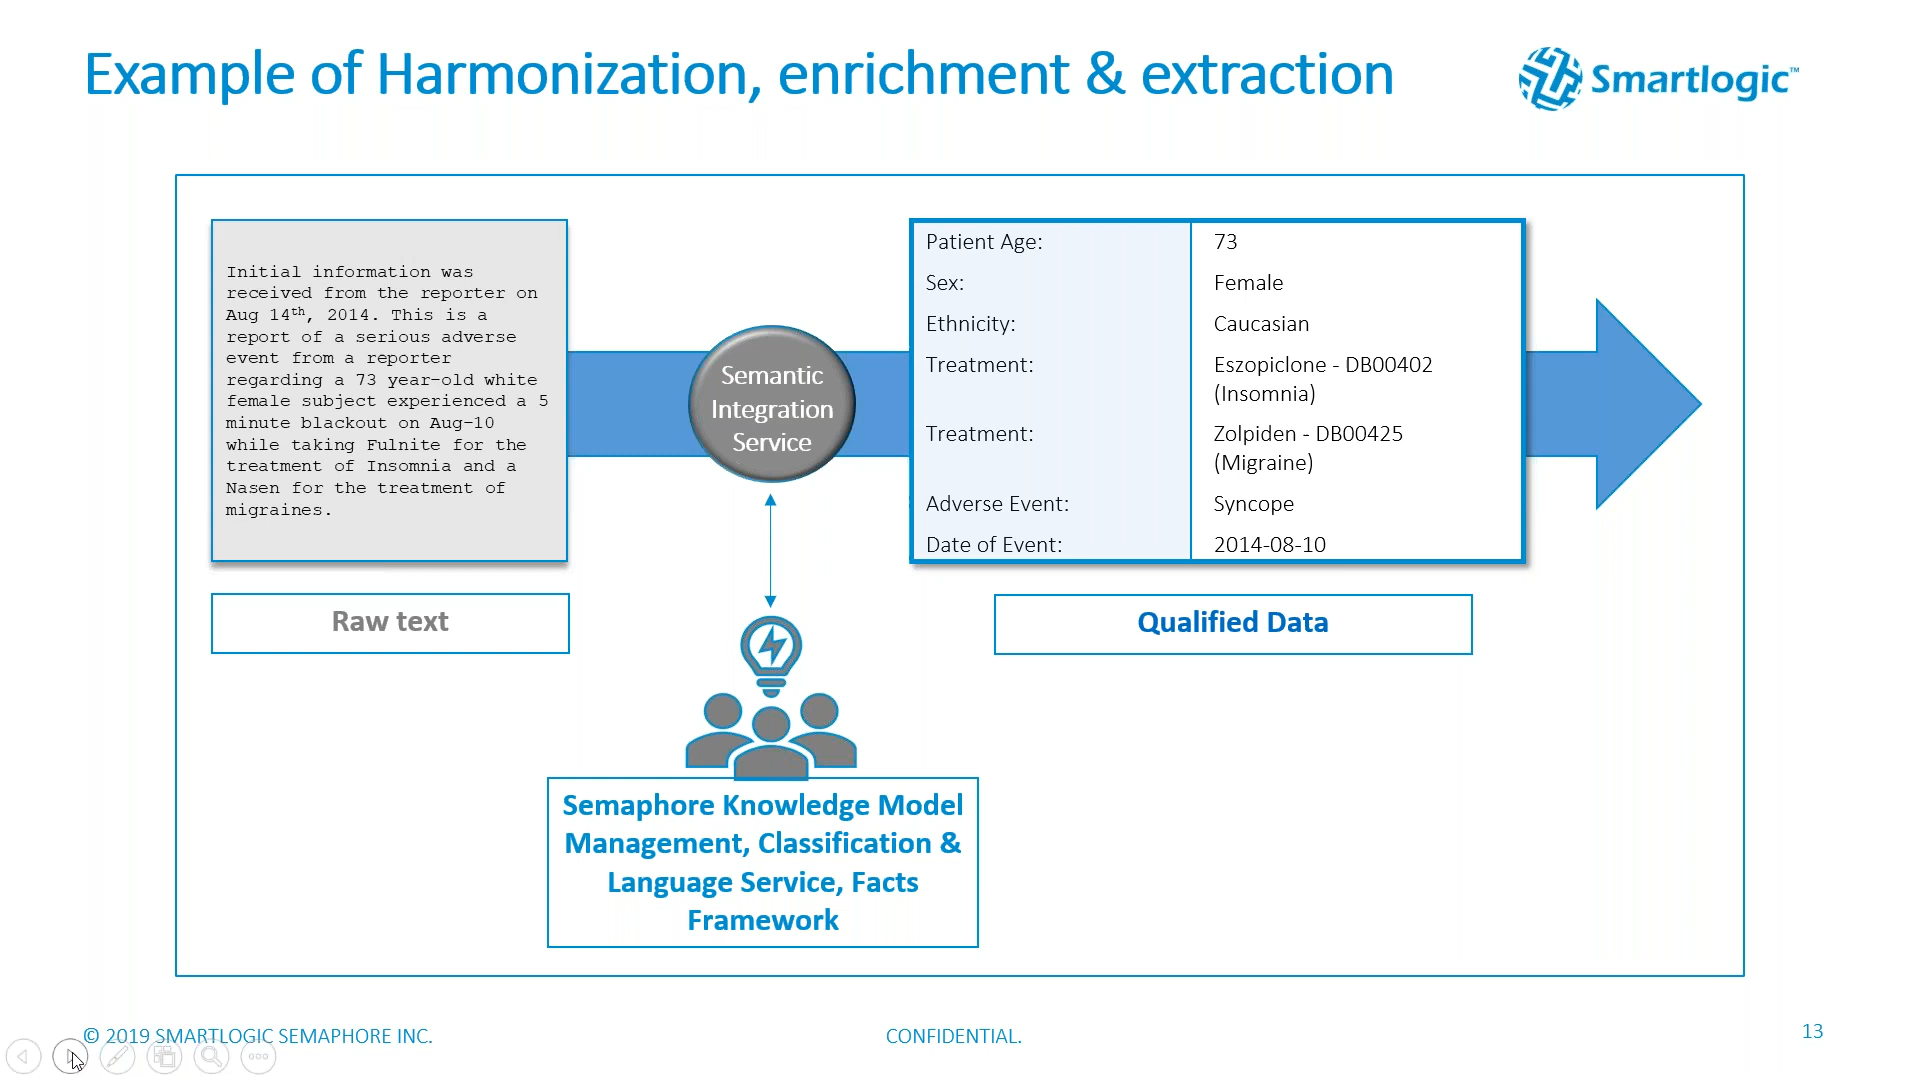 Example of Harmonization, enrichment & extraction
Smartlogic™
Initial information was
received from the reporter on
Aug 14th, 2014. This is a
report of a serious adverse
event from a reporter
regarding a 73 year-old white
female subject experienced a 5
minute blackout on Aug-10
while taking Fulnite for the
treatment of Insomnia and a
Nasen for the treatment of
migraines.
Raw text
Semantic
Integration
Service
Patient Age: 73
Sex: Female
Ethnicity: Caucasian
Treatment: Eszopiclone - DB00402
(Insomnia)
Treatment: Zolpiden - DB00425
(Migraine)
Adverse Event: Syncope
Date of Event: 2014-08-10
Qualified Data
Semaphore Knowledge Model
Management, Classification &
Language Service, Facts
Framework
© 2019 SMARTLOGIC SEMAPHORE INC.
CONFIDENTIAL.
13